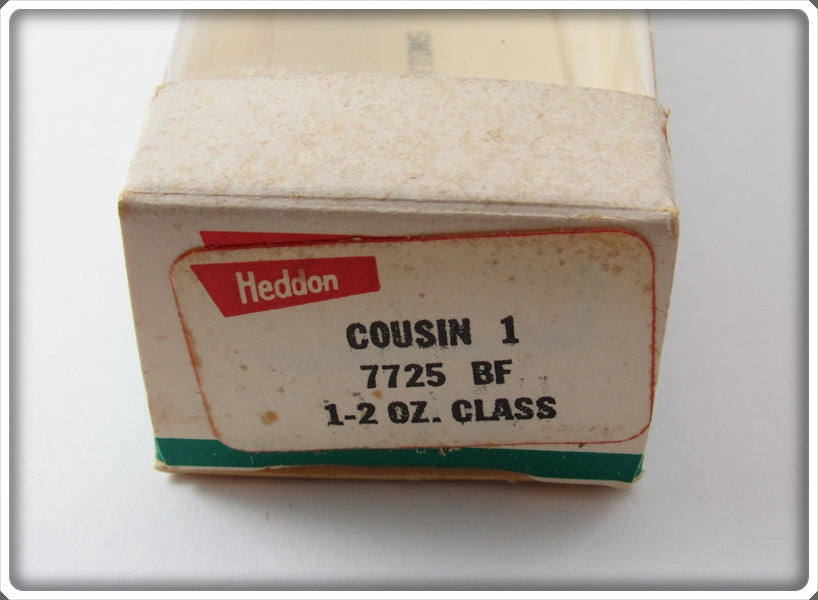 Heddon
COUSIN 1
7725 BF
1-2 OZ. CLASS